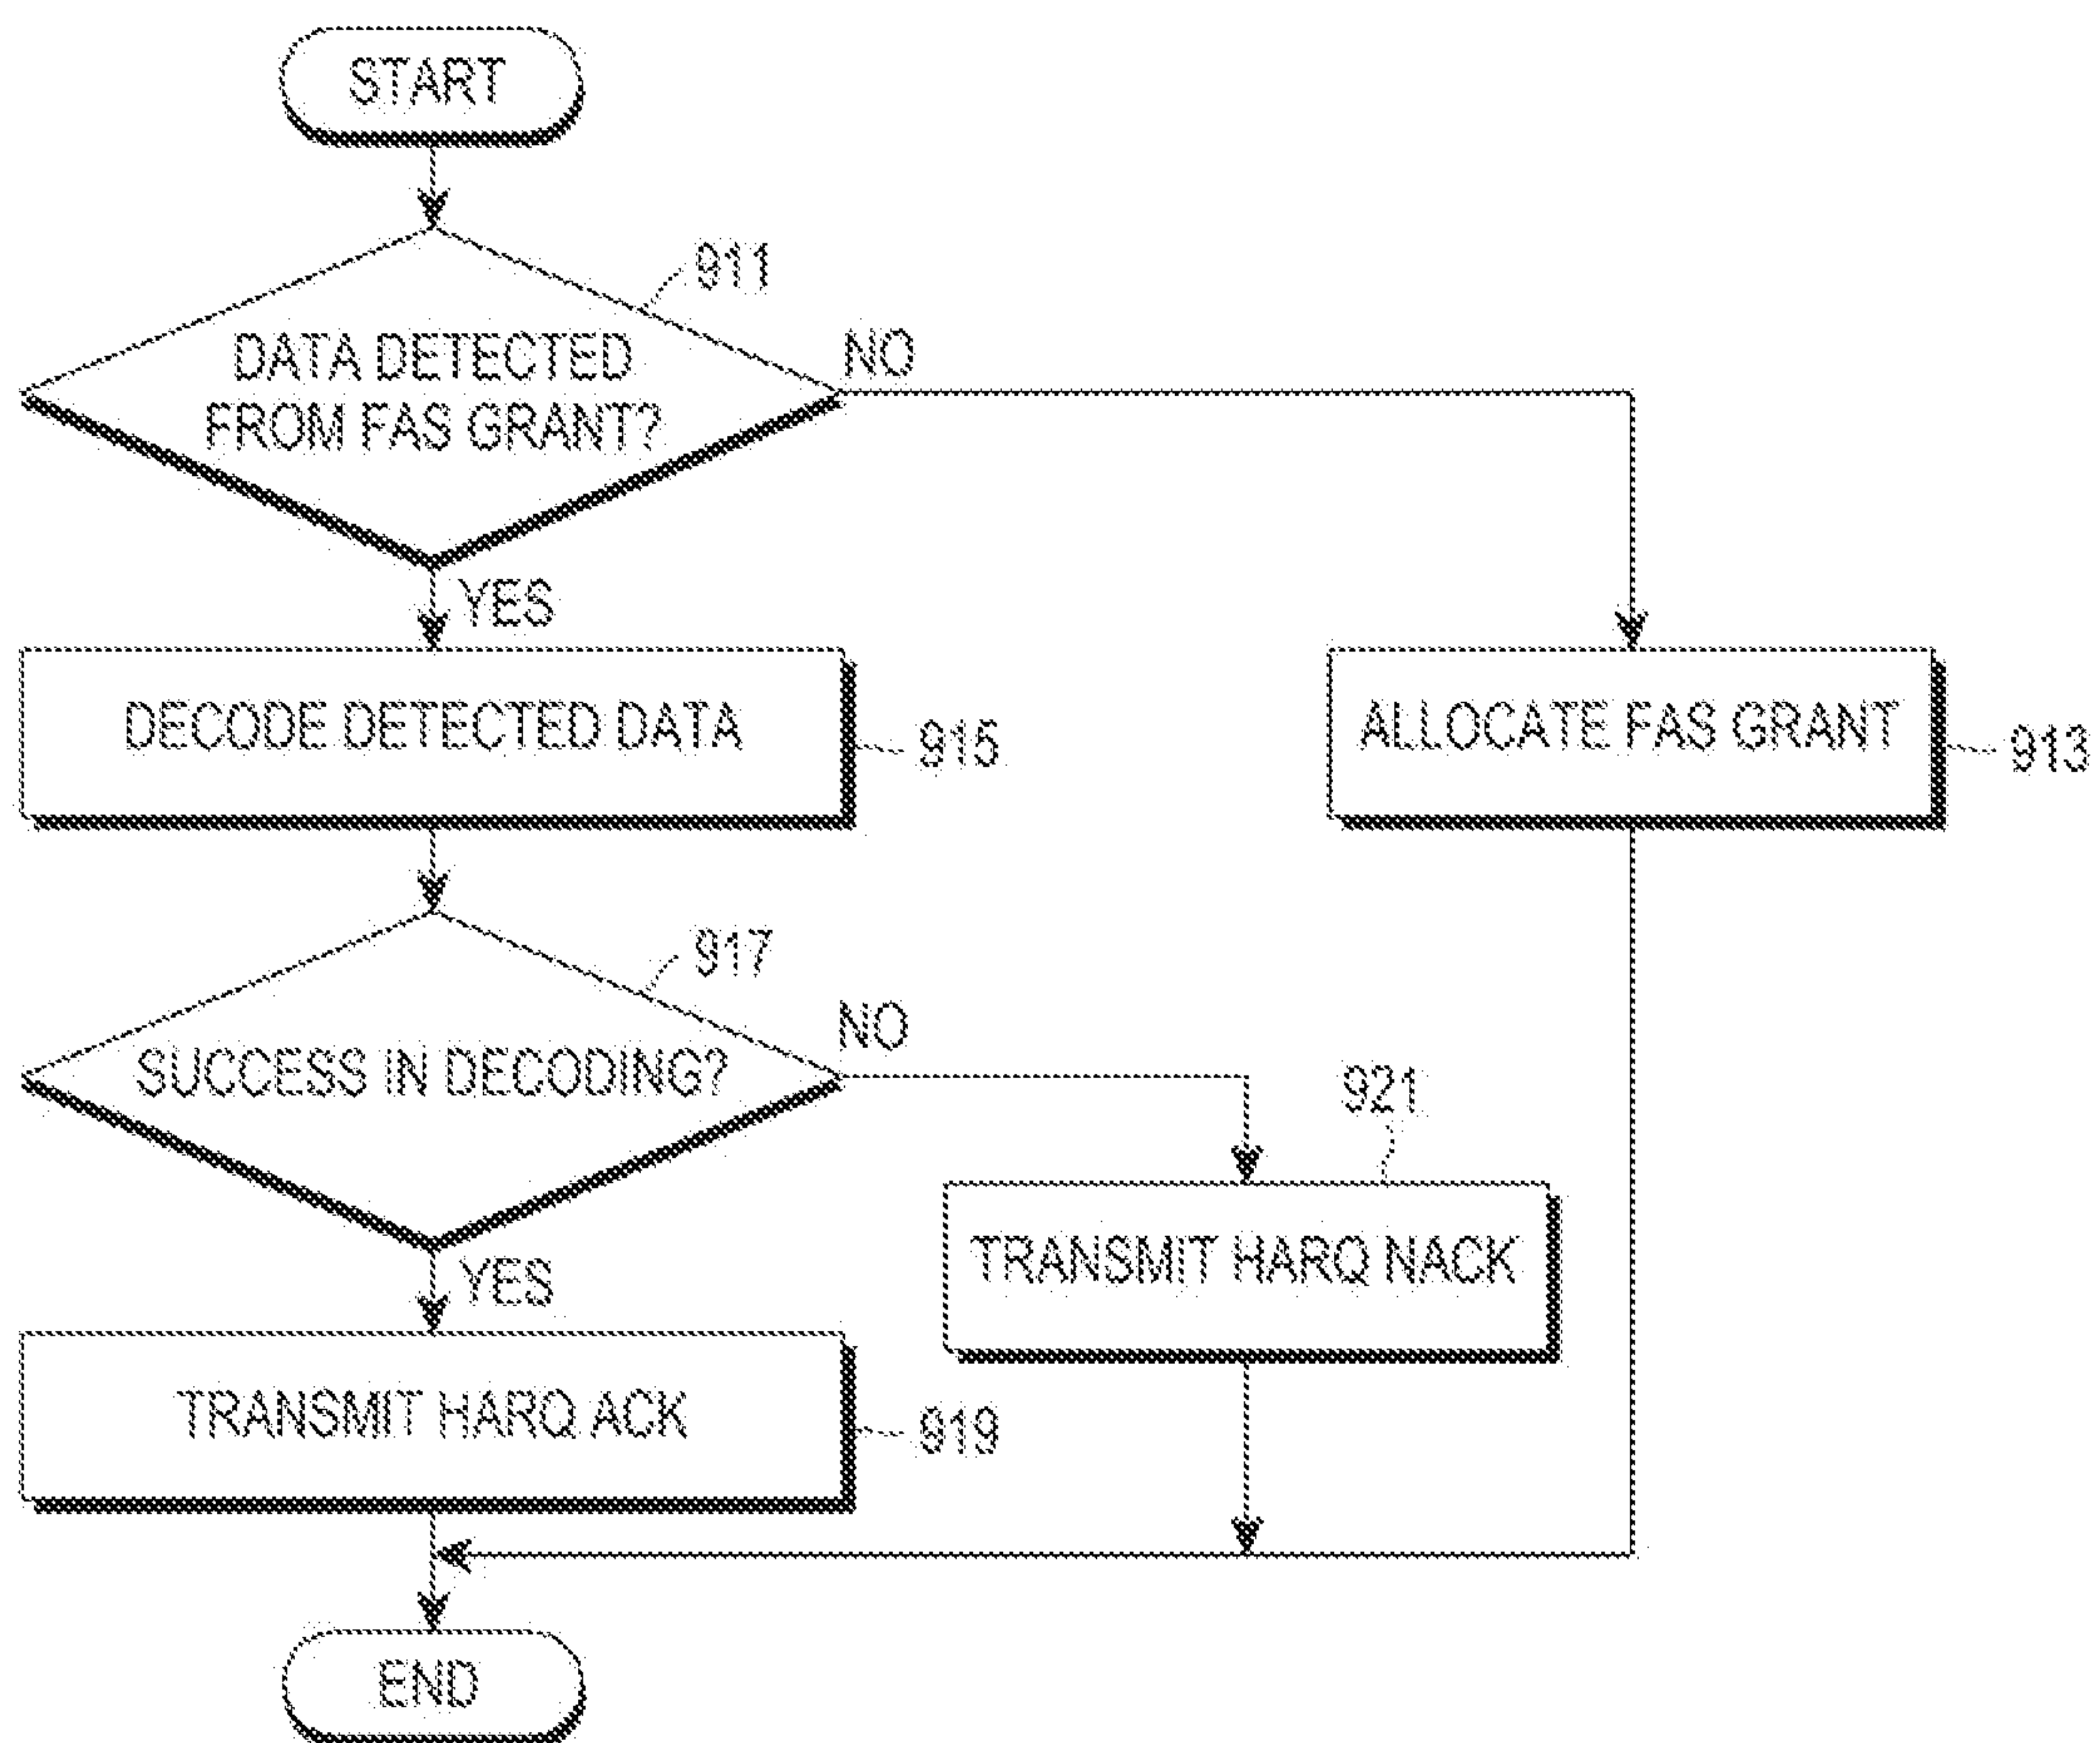 START
911
DATA DETECTED
FROM FAS GRANT?
NO
YES
DECODE DETECTED DATA
915
ALLOCATE FAS GRANT
913
917
SUCCESS IN DECODING?
NO
921
YES
TRANSMIT HARQ NACK
TRANSMIT HARQ ACK
919
END